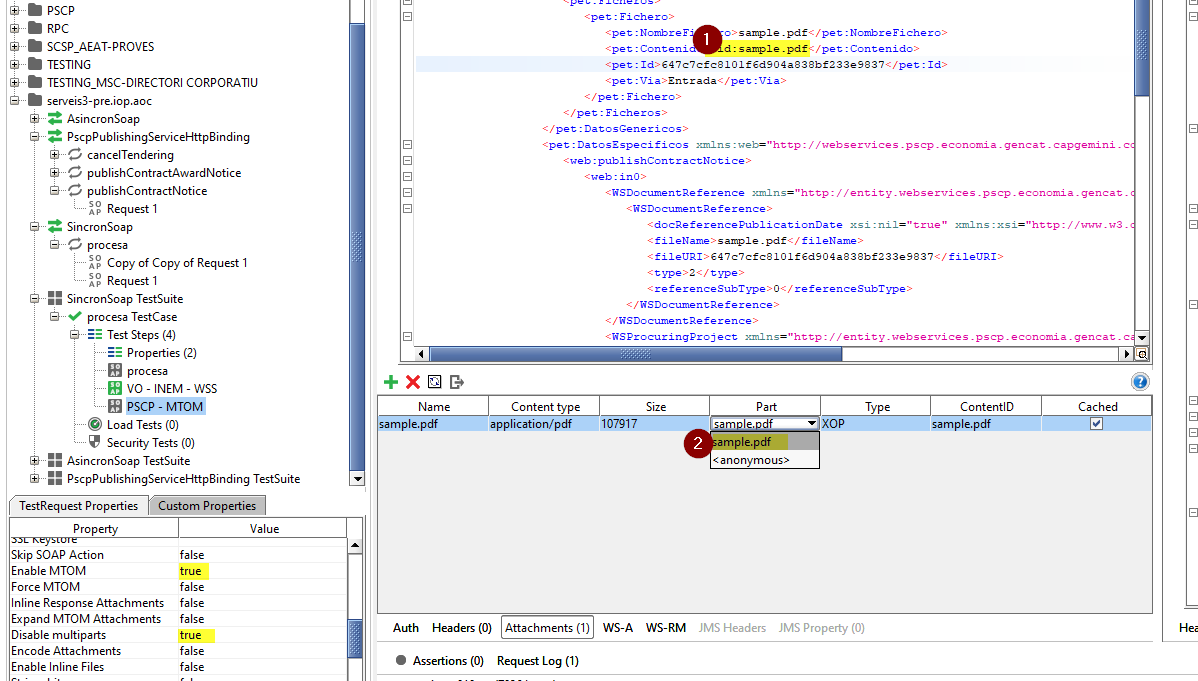 PSCP
RPC
SCSP_AEAT-PROVES
TESTING
TESTING_MSC-DIRECTORI CORPORATIU
serveis3-pre.iop.aoc
AsincronSoap
PscpPublishingServiceHttpBinding
cancelTendering
publishContractAwardNotice
publishContractNotice
SOAP Request 1
SincronSoap
procesa
SOAP Copy of Copy of Request 1
SOAP Request 1
SincronSoap TestSuite
procesa TestCase
Test Steps (4)
Properties (2)
SOAP procesa
SOAP VO - INEM - WSS
SOAP PSCP - MTOM
Load Tests (0)
Security Tests (0)
AsincronSoap TestSuite
PscpPublishingServiceHttpBinding TestSuite
TestRequest Properties Custom Properties
Property Value
SSL Keystore
Skip SOAP Action false
Enable MTOM true
Force MTOM false
Inline Response Attachments false
Expand MTOM Attachments false
Disable multiparts true
Encode Attachments false
Enable Inline Files false
<pet:Ficheros>
<pet:Fichero>
<pet:NombreFichero>sample.pdf</pet:NombreFichero>
1
<pet:Contenid id:sample.pdf</pet:Contenido>
<pet:Id>647c7cfc8101f6d904a838bf233e9837</pet:Id>
<pet:Via>Entrada</pet:Via>
</pet:Fichero>
</pet:Ficheros>
</pet:DatosGenericos>
<pet:DatosEspecificos xmlns:web="http://webservices.pscp.economia.gencat.capgemini.co
<web:publishContractNotice>
<web:in0>
<WSDocumentReference xmlns="http://entity.webservices.pscp.economia.gencat.c
<WSDocumentReference>
<docReferencePublicationDate xsi:nil="true" xmlns:xsi="http://www.w3.o
<fileName>sample.pdf</fileName>
<fileURI>647c7cfc8101f6d904a838bf233e9837</fileURI>
<type>2</type>
<referenceSubType>0</referenceSubType>
</WSDocumentReference>
</WSDocumentReference>
<WSProcuringProject xmlns="http://entity.webservices.pscp.economia.gencat.ca
Name Content type Size Part Type ContentID Cached
sample.pdf application/pdf 107917 sample.pdf XOP sample.pdf
2 sample.pdf
<anonymous>
Auth Headers (0) Attachments (1) WS-A WS-RM JMS Headers JMS Property (0)
Assertions (0) Request Log (1)
Hea